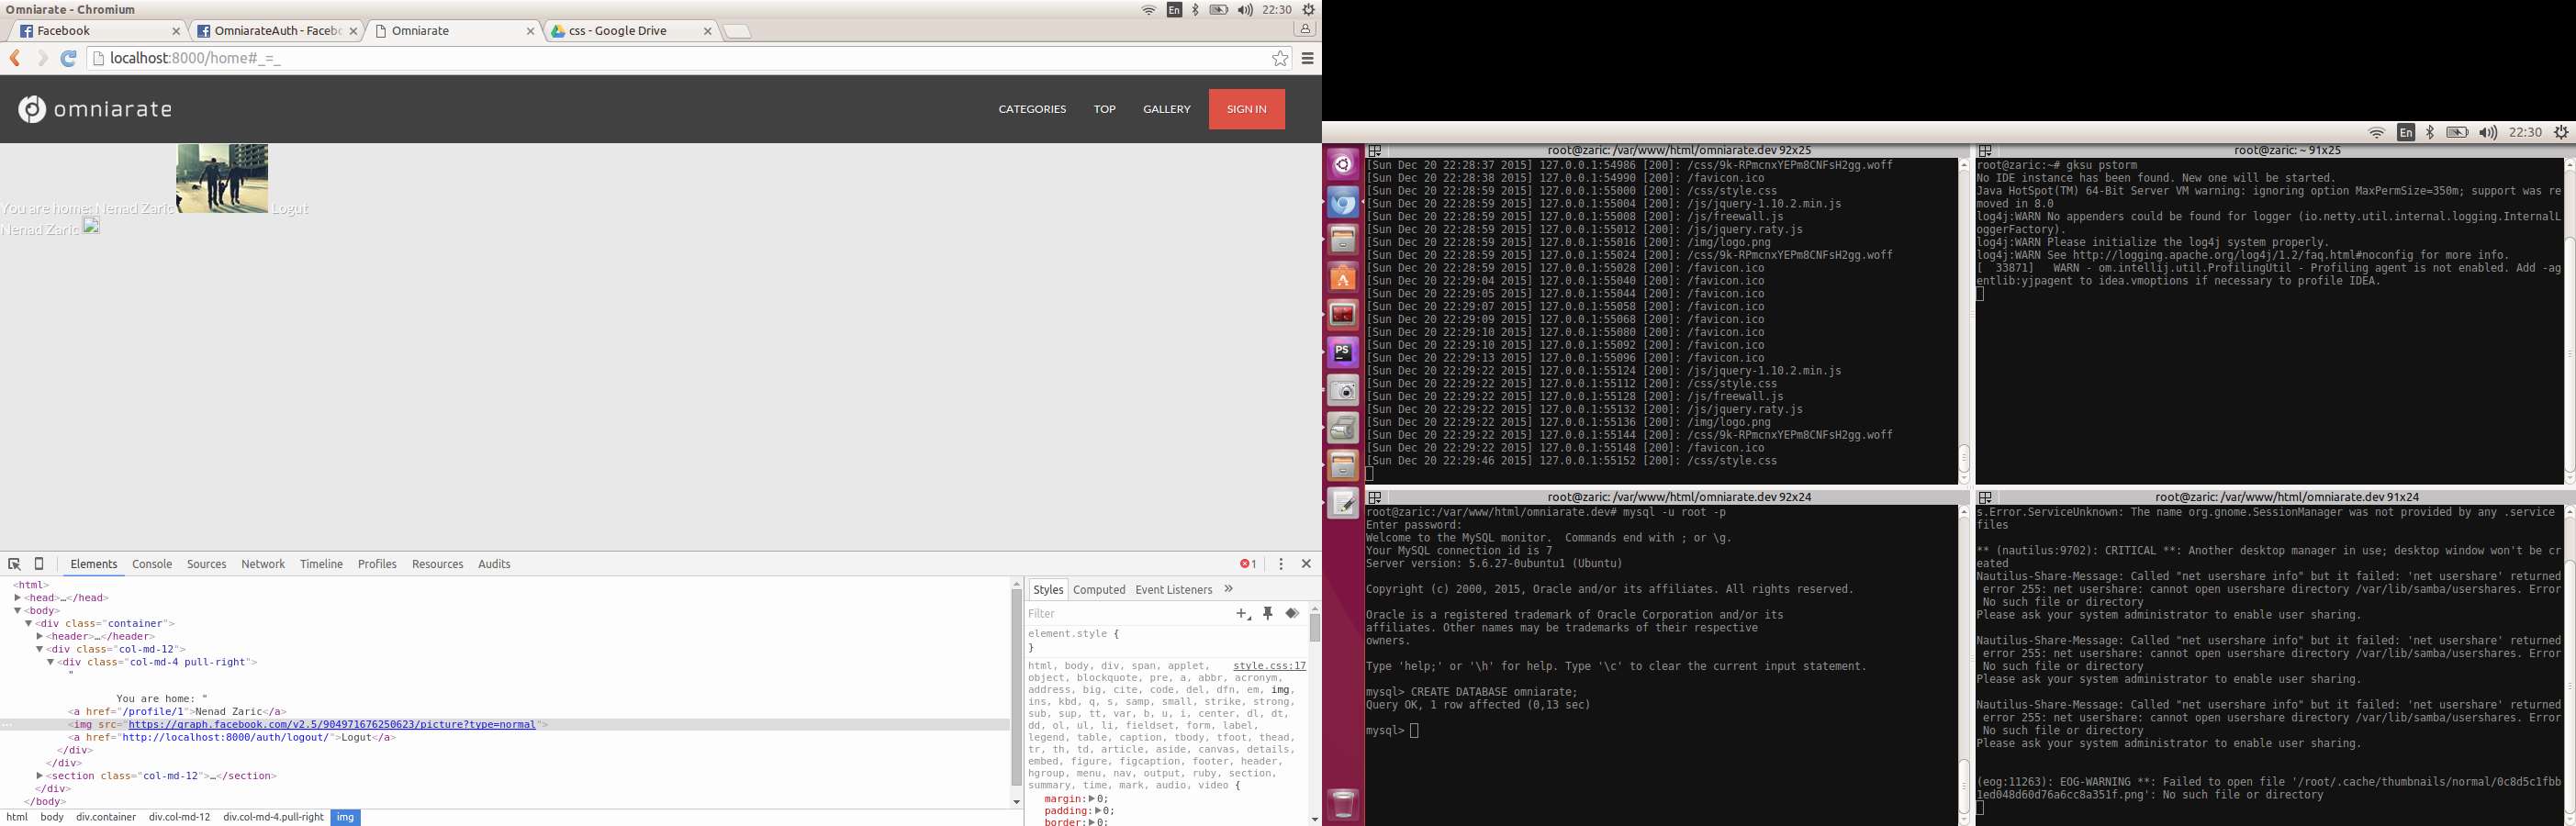 Omniarate - Chromium
En
22:30
Facebook
OmniarateAuth - Facebo
Omniarate
css - Google Drive
localhost:8000/home#_=_
omniarate
CATEGORIES TOP GALLERY SIGN IN
You are home: Nenad Zaric Logut
Nenad Zaric
Elements Console Sources Network Timeline Profiles Resources Audits
1
<html>
<head>…</head>
<body>
<div class="container">
<header>…</header>
<div class="col-md-12">
<div class="col-md-4 pull-right">
"
You are home: "
<a href="/profile/1">Nenad Zaric</a>
<img src="https://graph.facebook.com/v2.5/904971676250623/picture?type=normal">
<a href="http://localhost:8000/auth/logout/">Logut</a>
</div>
</div>
<section class="col-md-12">…</section>
</div>
</body>
html body div.container div.col-md-12 div.col-md-4.pull-right img
Styles Computed Event Listeners »
Filter
element.style {
}
html, body, div, span, applet, style.css:17
object, blockquote, pre, a, abbr, acronym,
address, big, cite, code, del, dfn, em, img,
ins, kbd, q, s, samp, small, strike, strong,
sub, sup, tt, var, b, u, i, center, dl, dt,
dd, ol, ul, li, fieldset, form, label,
legend, table, caption, tbody, tfoot, thead,
tr, th, td, article, aside, canvas, details,
embed, figure, figcaption, footer, header,
hgroup, menu, nav, output, ruby, section,
summary, time, mark, audio, video {
margin: 0;
padding: 0;
border: 0;
En
22:30
PS
root@zaric: /var/www/html/omniarate.dev 92x25
[Sun Dec 20 22:28:37 2015] 127.0.0.1:54986 [200]: /css/9k-RPmcnxYEPm8CNFsH2gg.woff
[Sun Dec 20 22:28:38 2015] 127.0.0.1:54990 [200]: /favicon.ico
[Sun Dec 20 22:28:59 2015] 127.0.0.1:55000 [200]: /css/style.css
[Sun Dec 20 22:28:59 2015] 127.0.0.1:55004 [200]: /js/jquery-1.10.2.min.js
[Sun Dec 20 22:28:59 2015] 127.0.0.1:55008 [200]: /js/freewall.js
[Sun Dec 20 22:28:59 2015] 127.0.0.1:55012 [200]: /js/jquery.raty.js
[Sun Dec 20 22:28:59 2015] 127.0.0.1:55016 [200]: /img/logo.png
[Sun Dec 20 22:28:59 2015] 127.0.0.1:55024 [200]: /css/9k-RPmcnxYEPm8CNFsH2gg.woff
[Sun Dec 20 22:28:59 2015] 127.0.0.1:55028 [200]: /favicon.ico
[Sun Dec 20 22:29:04 2015] 127.0.0.1:55040 [200]: /favicon.ico
[Sun Dec 20 22:29:05 2015] 127.0.0.1:55044 [200]: /favicon.ico
[Sun Dec 20 22:29:07 2015] 127.0.0.1:55058 [200]: /favicon.ico
[Sun Dec 20 22:29:09 2015] 127.0.0.1:55068 [200]: /favicon.ico
[Sun Dec 20 22:29:10 2015] 127.0.0.1:55080 [200]: /favicon.ico
[Sun Dec 20 22:29:10 2015] 127.0.0.1:55092 [200]: /favicon.ico
[Sun Dec 20 22:29:13 2015] 127.0.0.1:55096 [200]: /favicon.ico
[Sun Dec 20 22:29:22 2015] 127.0.0.1:55124 [200]: /js/jquery-1.10.2.min.js
[Sun Dec 20 22:29:22 2015] 127.0.0.1:55112 [200]: /css/style.css
[Sun Dec 20 22:29:22 2015] 127.0.0.1:55128 [200]: /js/freewall.js
[Sun Dec 20 22:29:22 2015] 127.0.0.1:55132 [200]: /js/jquery.raty.js
[Sun Dec 20 22:29:22 2015] 127.0.0.1:55136 [200]: /img/logo.png
[Sun Dec 20 22:29:22 2015] 127.0.0.1:55144 [200]: /css/9k-RPmcnxYEPm8CNFsH2gg.woff
[Sun Dec 20 22:29:22 2015] 127.0.0.1:55148 [200]: /favicon.ico
[Sun Dec 20 22:29:46 2015] 127.0.0.1:55152 [200]: /css/style.css
root@zaric: ~ 91x25
root@zaric:~# gksu pstorm
No IDE instance has been found. New one will be started.
Java HotSpot(TM) 64-Bit Server VM warning: ignoring option MaxPermSize=350m; support was re
moved in 8.0
log4j:WARN No appenders could be found for logger (io.netty.util.internal.logging.InternalL
oggerFactory).
log4j:WARN Please initialize the log4j system properly.
log4j:WARN See http://logging.apache.org/log4j/1.2/faq.html#noconfig for more info.
[  33871]   WARN - om.intellij.util.ProfilingUtil - Profiling agent is not enabled. Add -ag
entlib:yjpagent to idea.vmoptions if necessary to profile IDEA.
root@zaric: /var/www/html/omniarate.dev 92x24
root@zaric:/var/www/html/omniarate.dev# mysql -u root -p
Enter password:
Welcome to the MySQL monitor.  Commands end with ; or \g.
Your MySQL connection id is 7
Server version: 5.6.27-0ubuntu1 (Ubuntu)
Copyright (c) 2000, 2015, Oracle and/or its affiliates. All rights reserved.
Oracle is a registered trademark of Oracle Corporation and/or its
affiliates. Other names may be trademarks of their respective
owners.
Type 'help;' or '\h' for help. Type '\c' to clear the current input statement.
mysql> CREATE DATABASE omniarate;
Query OK, 1 row affected (0,13 sec)
mysql>
root@zaric: /var/www/html/omniarate.dev 91x24
s.Error.ServiceUnknown: The name org.gnome.SessionManager was not provided by any .service
files
** (nautilus:9702): CRITICAL **: Another desktop manager in use; desktop window won't be cr
eated
Nautilus-Share-Message: Called "net usershare info" but it failed: 'net usershare' returned
error 255: net usershare: cannot open usershare directory /var/lib/samba/usershares. Error
No such file or directory
Please ask your system administrator to enable user sharing.
Nautilus-Share-Message: Called "net usershare info" but it failed: 'net usershare' returned
error 255: net usershare: cannot open usershare directory /var/lib/samba/usershares. Error
No such file or directory
Please ask your system administrator to enable user sharing.
Nautilus-Share-Message: Called "net usershare info" but it failed: 'net usershare' returned
error 255: net usershare: cannot open usershare directory /var/lib/samba/usershares. Error
No such file or directory
Please ask your system administrator to enable user sharing.
(eog:11263): EOG-WARNING **: Failed to open file '/root/.cache/thumbnails/normal/0c8d5c1fbb
1ed048d60d76a6cc8a351f.png': No such file or directory